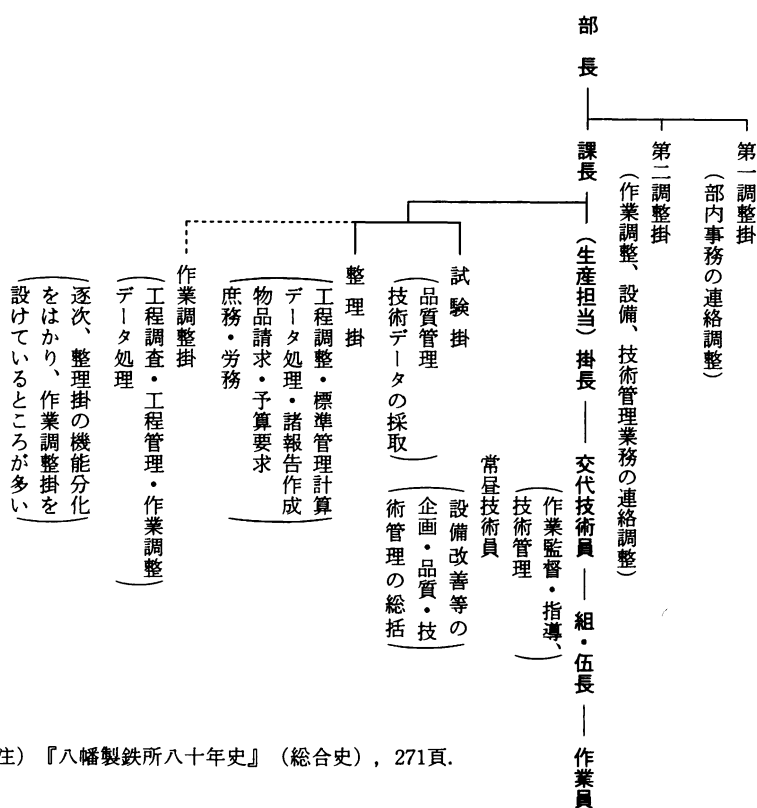 第一調整掛
(部内事務の連絡調整)
第二調整掛
(作業調整、設備、技術管理業務の連絡調整)
部長
課長
(生産担当)掛長
交代技術員
組・伍長
作業員
(作業監督・指導、
技術管理)
常昼技術員
(設備改善等の
企画・品質・技
術管理の総括)
試験掛
(品質管理
技術データの採取)
整理掛
(工程調整・標準管理計算
データ処理・諸報告作成
物品請求・予算要求
庶務・労務)
作業調整掛
(工程調査・工程管理・作業調整
データ処理)
(逐次、整理掛の機能分化
をはかり、作業調整掛を
設けているところが多い)
注)『八幡製鉄所八十年史』(総合史),271頁.